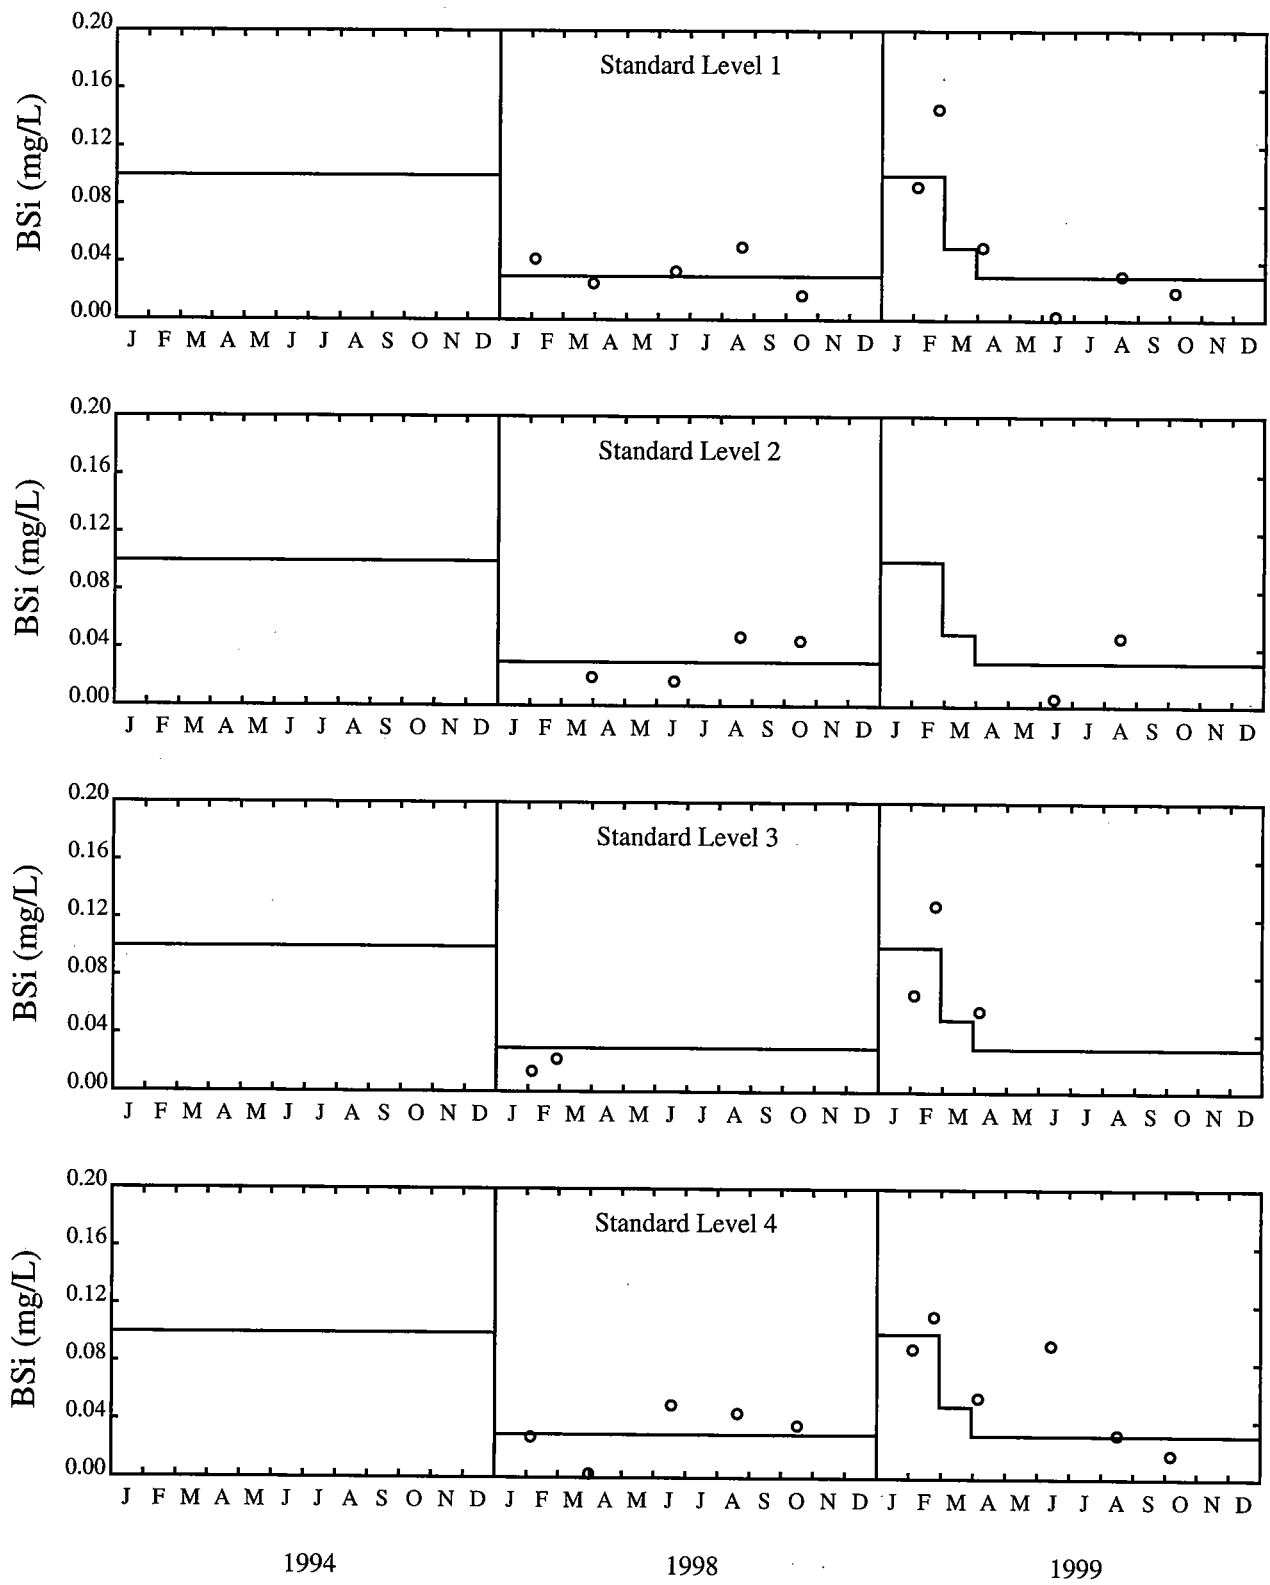 0.20
Standard Level 1
0.16
0.12
BSi (mg/L)
0.08
0.04
0.00
J F M A M J J A S O N D J F M A M J J A S O N D J F M A M J J A S O N D
0.20
Standard Level 2
0.16
0.12
BSi (mg/L)
0.08
0.04
0.00
J F M A M J J A S O N D J F M A M J J A S O N D J F M A M J J A S O N D
0.20
Standard Level 3
0.16
0.12
BSi (mg/L)
0.08
0.04
0.00
J F M A M J J A S O N D J F M A M J J A S O N D J F M A M J J A S O N D
0.20
Standard Level 4
0.16
0.12
BSi (mg/L)
0.08
0.04
0.00
J F M A M J J A S O N D J F M A M J J A S O N D J F M A M J J A S O N D
1994 1998 1999